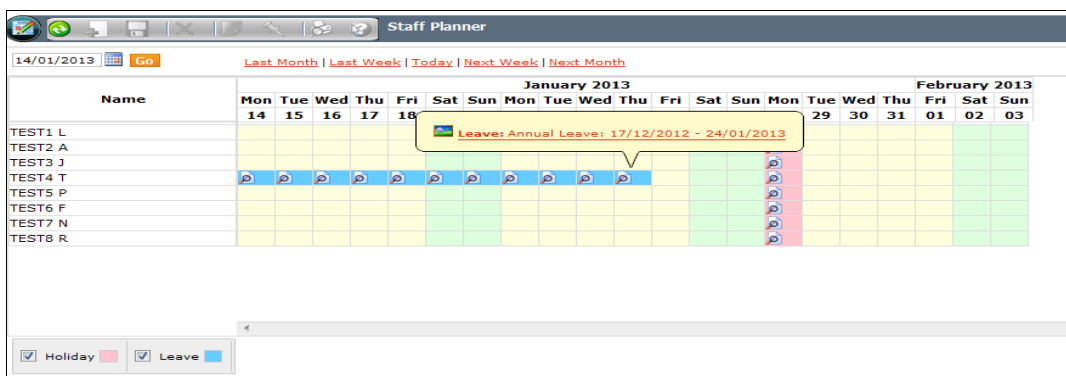 Staff Planner
14/01/2013 Go Last Month | Last Week | Today | Next Week | Next Month
January 2013 February 2013
Name Mon Tue Wed Thu Fri Sat Sun Mon Tue Wed Thu Fri Sat Sun Mon Tue Wed Thu Fri Sat Sun
14 15 16 17 18 29 30 31 01 02 03
Leave: Annual Leave: 17/12/2012 - 24/01/2013
TEST1 L
TEST2 A
TEST3 J
TEST4 T
TEST5 P
TEST6 F
TEST7 N
TEST8 R
Holiday Leave